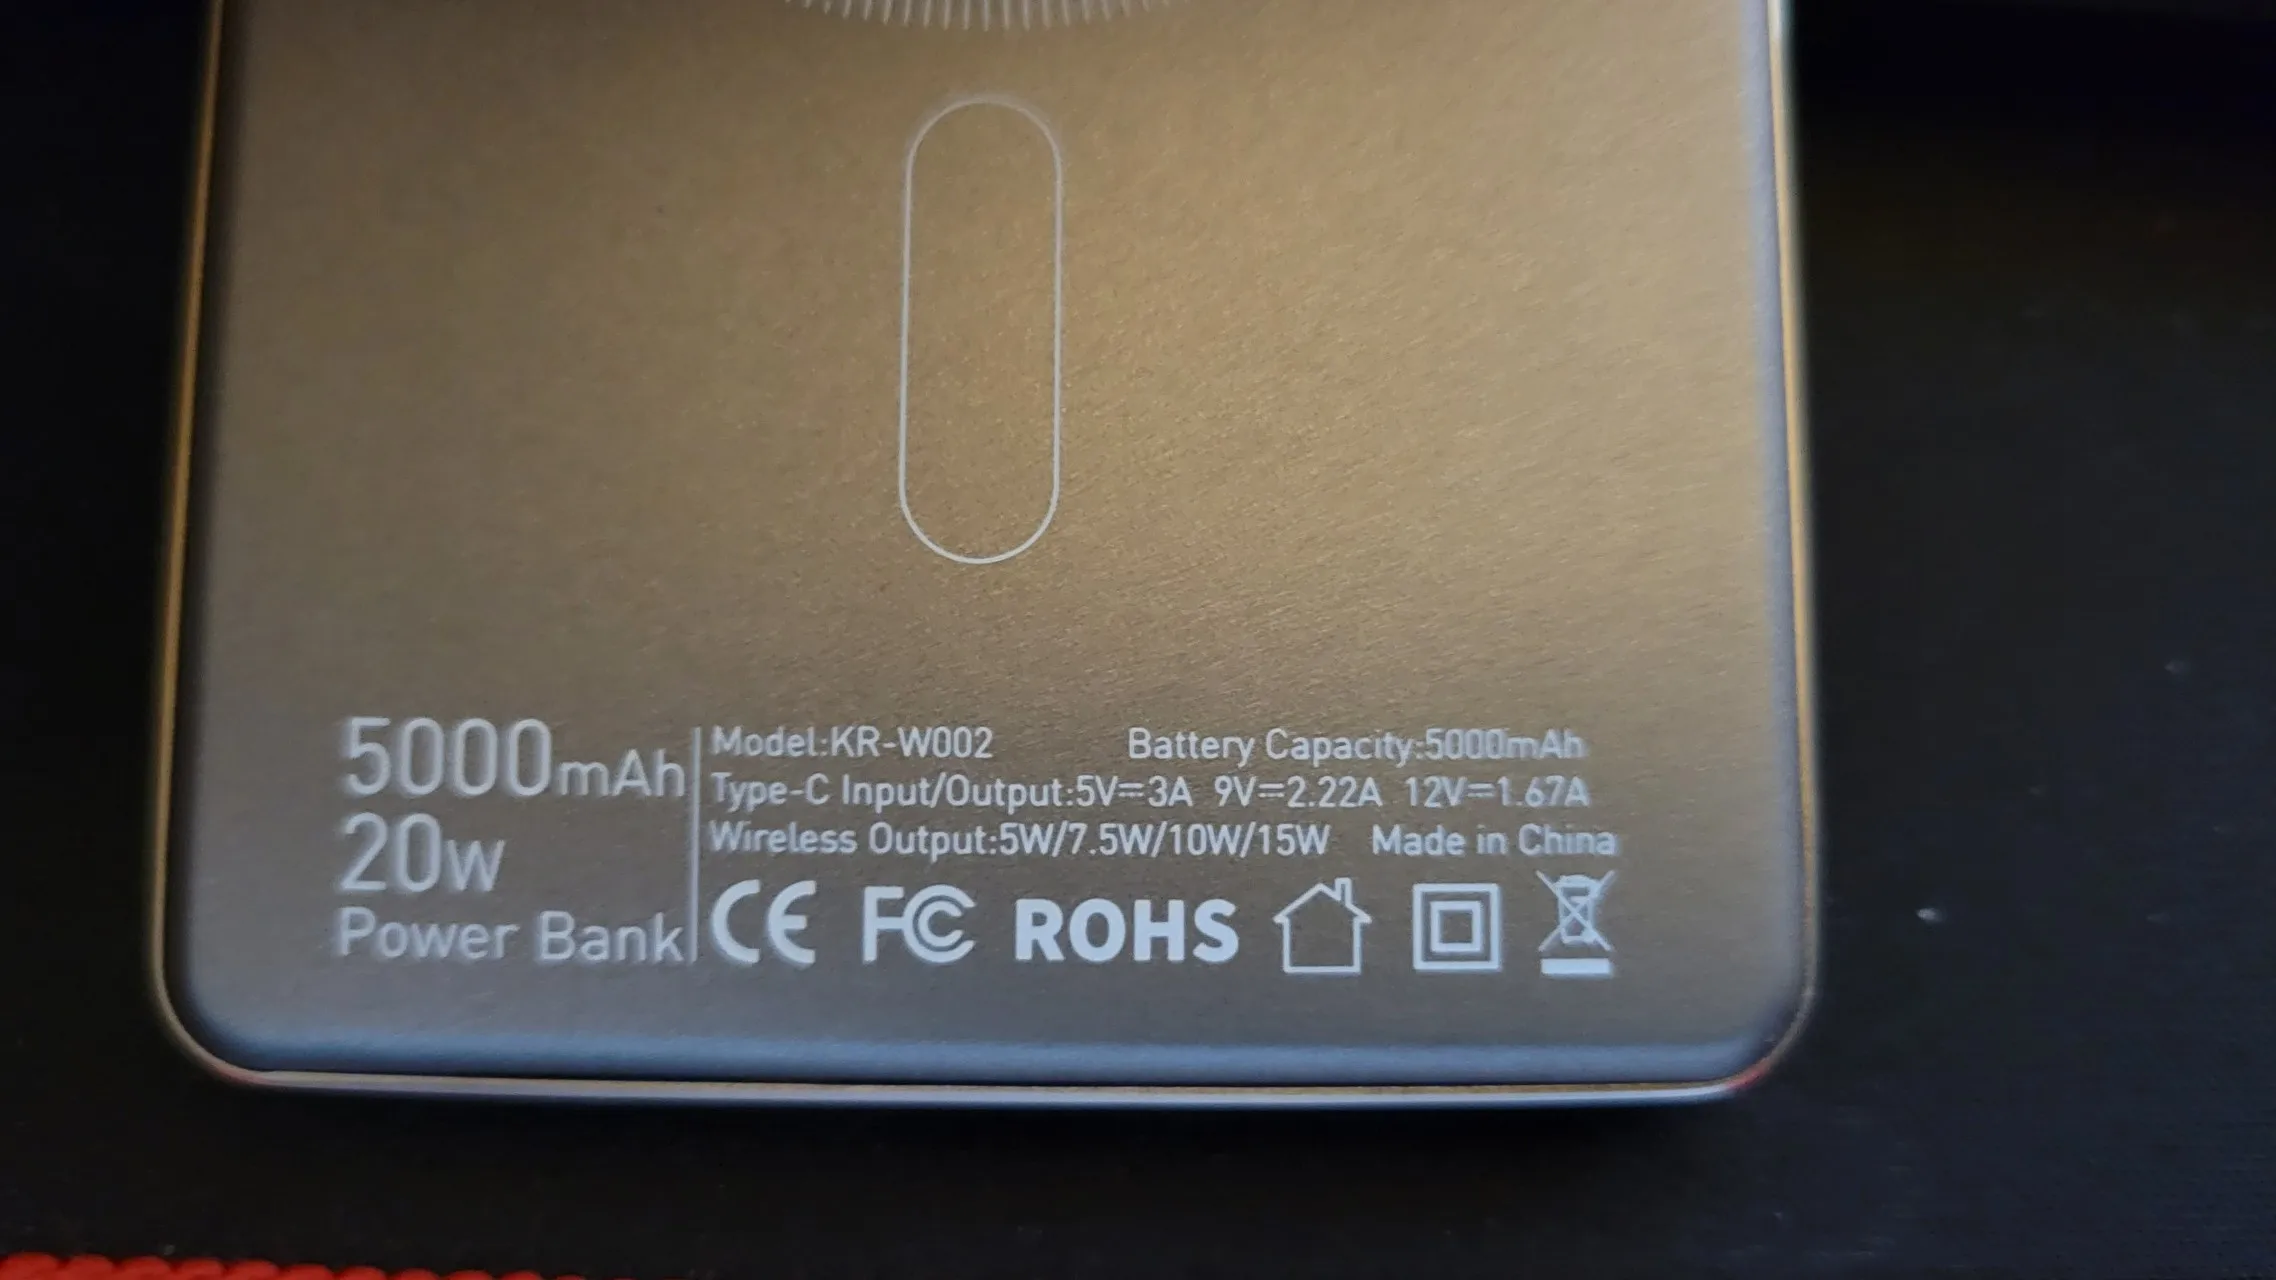 5000mAh
20W
Power Bank
Model:KR-W002 Battery Capacity:5000mAh
Type-C Input/Output:5V⎓3A 9V⎓2.22A 12V⎓1.67A
Wireless Output:5W/7.5W/10W/15W Made in China
CE FC ROHS